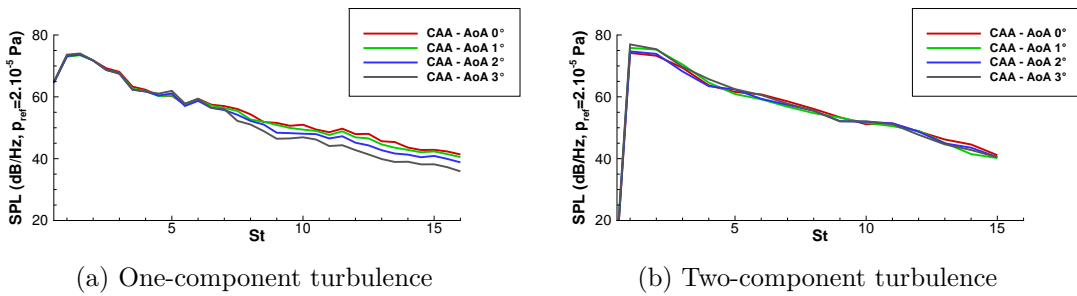 SPL (dB/Hz, p_ref=2.10^-5 Pa)
80
60
40
20
5
10
15
St
CAA - AoA 0°
CAA - AoA 1°
CAA - AoA 2°
CAA - AoA 3°
(a) One-component turbulence
SPL (dB/Hz, p_ref=2.10^-5 Pa)
80
60
40
20
5
10
15
St
CAA - AoA 0°
CAA - AoA 1°
CAA - AoA 2°
CAA - AoA 3°
(b) Two-component turbulence